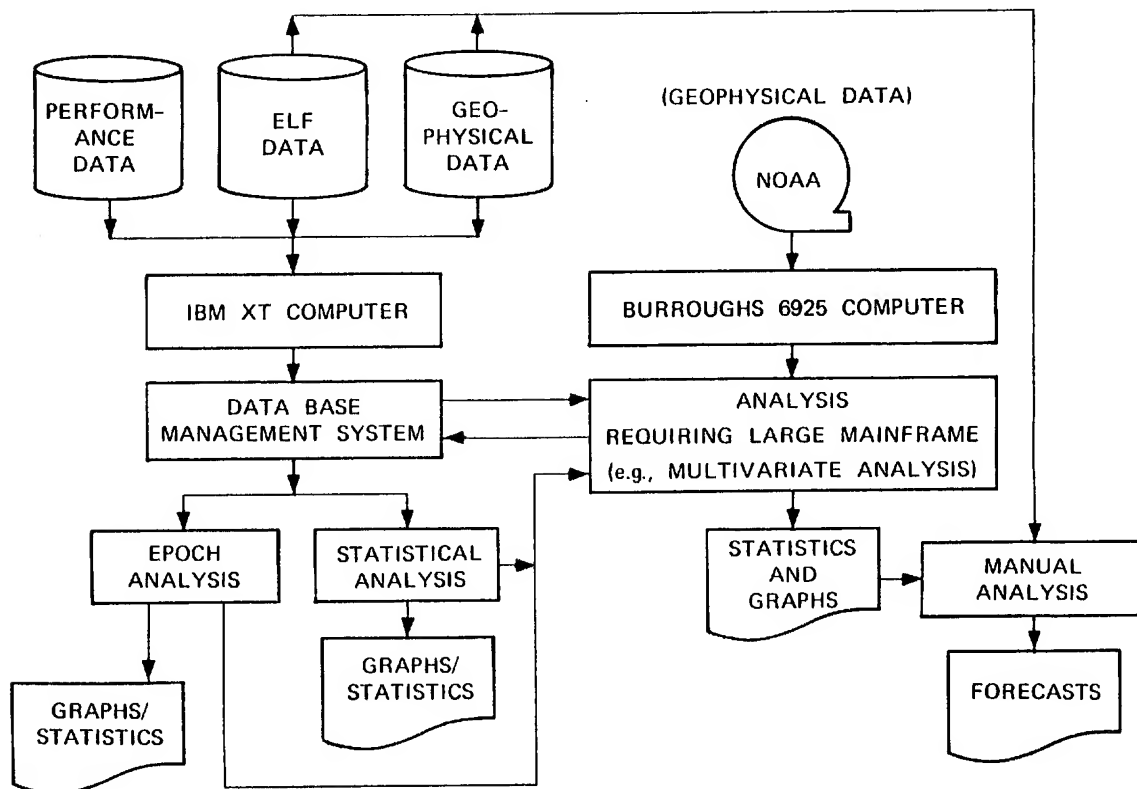 PERFORM-
ANCE
DATA
ELF
DATA
GEO-
PHYSICAL
DATA
(GEOPHYSICAL DATA)
NOAA
IBM XT COMPUTER
BURROUGHS 6925 COMPUTER
DATA BASE
MANAGEMENT SYSTEM
ANALYSIS
REQUIRING LARGE MAINFRAME
(e.g., MULTIVARIATE ANALYSIS)
EPOCH
ANALYSIS
STATISTICAL
ANALYSIS
STATISTICS
AND
GRAPHS
MANUAL
ANALYSIS
GRAPHS/
STATISTICS
GRAPHS/
STATISTICS
FORECASTS